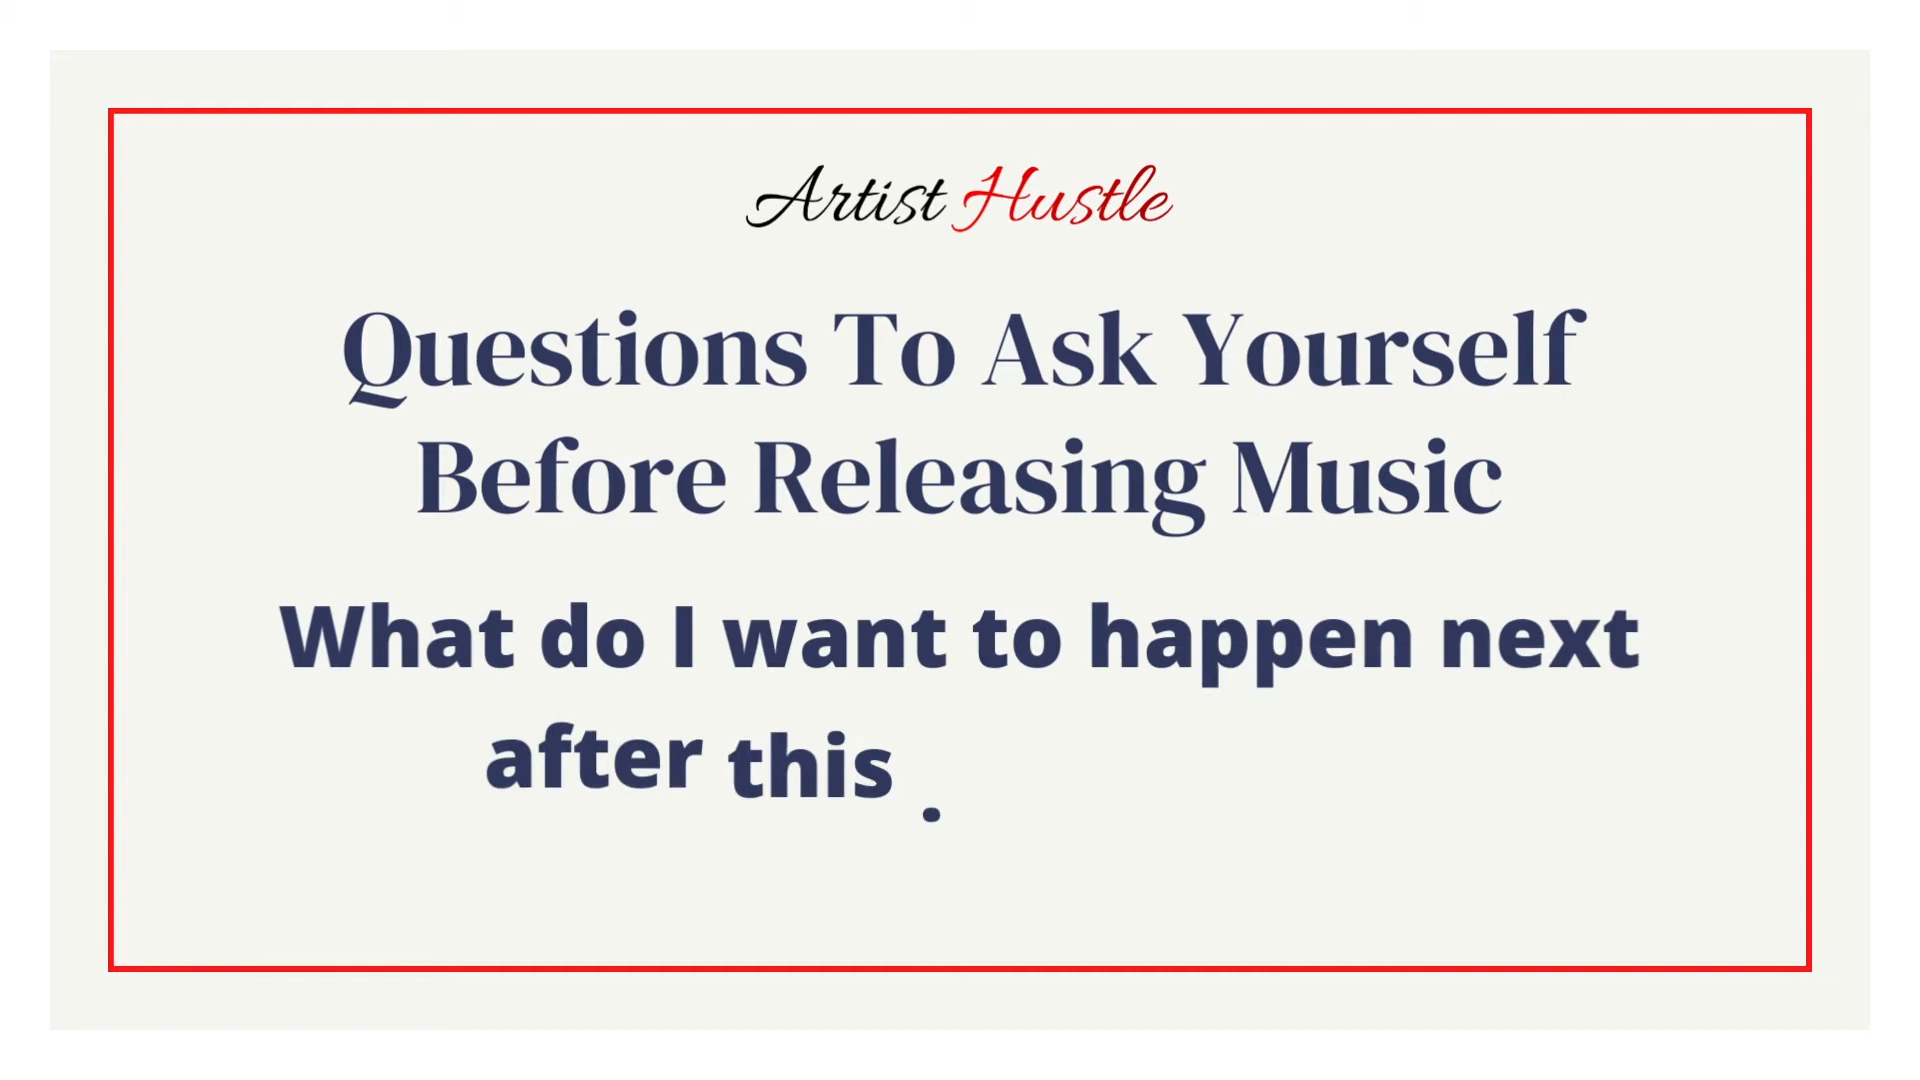 Artist Hustle
Questions To Ask Yourself
Before Releasing Music
What do I want to happen next
after this